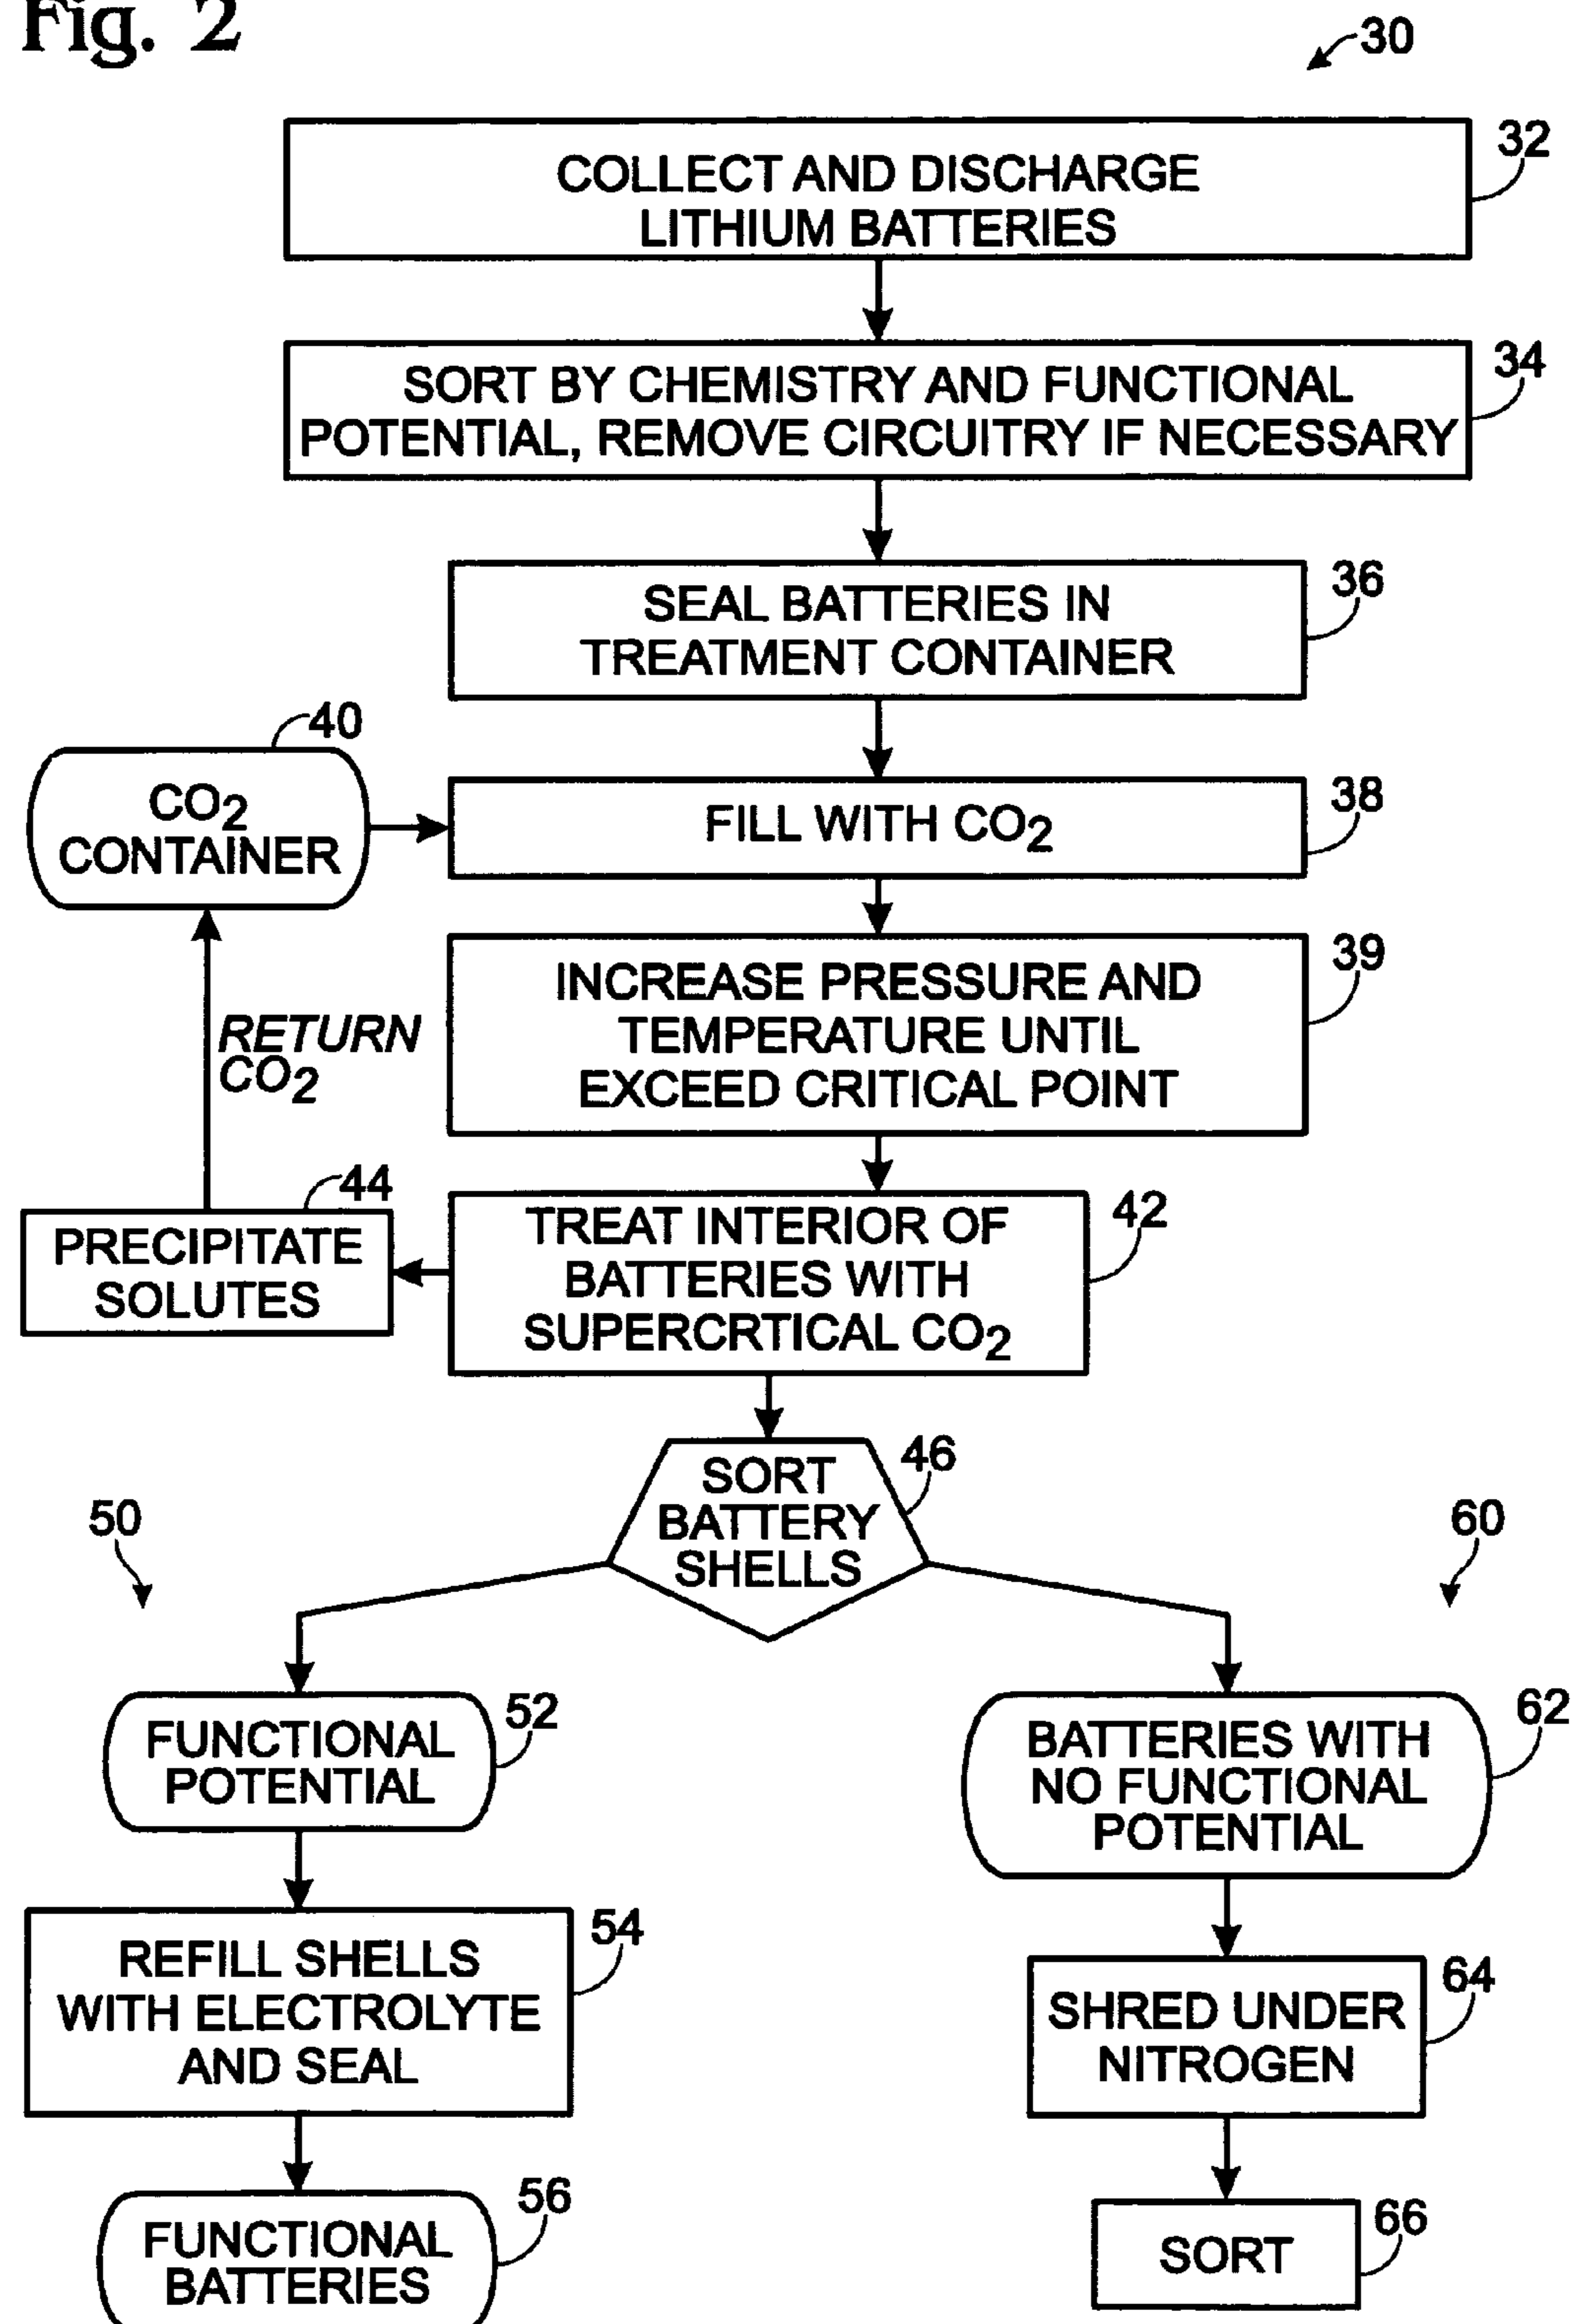 Fig. 2
30
COLLECT AND DISCHARGE
LITHIUM BATTERIES
32
SORT BY CHEMISTRY AND FUNCTIONAL
POTENTIAL, REMOVE CIRCUITRY IF NECESSARY
34
SEAL BATTERIES IN
TREATMENT CONTAINER
36
40
CO2
CONTAINER
FILL WITH CO2
38
INCREASE PRESSURE AND
TEMPERATURE UNTIL
EXCEED CRITICAL POINT
39
RETURN
CO2
44
PRECIPITATE
SOLUTES
TREAT INTERIOR OF
BATTERIES WITH
SUPERCRTICAL CO2
42
SORT
BATTERY
SHELLS
46
50
60
FUNCTIONAL
POTENTIAL
52
BATTERIES WITH
NO FUNCTIONAL
POTENTIAL
62
REFILL SHELLS
WITH ELECTROLYTE
AND SEAL
54
SHRED UNDER
NITROGEN
64
FUNCTIONAL
BATTERIES
56
SORT
66